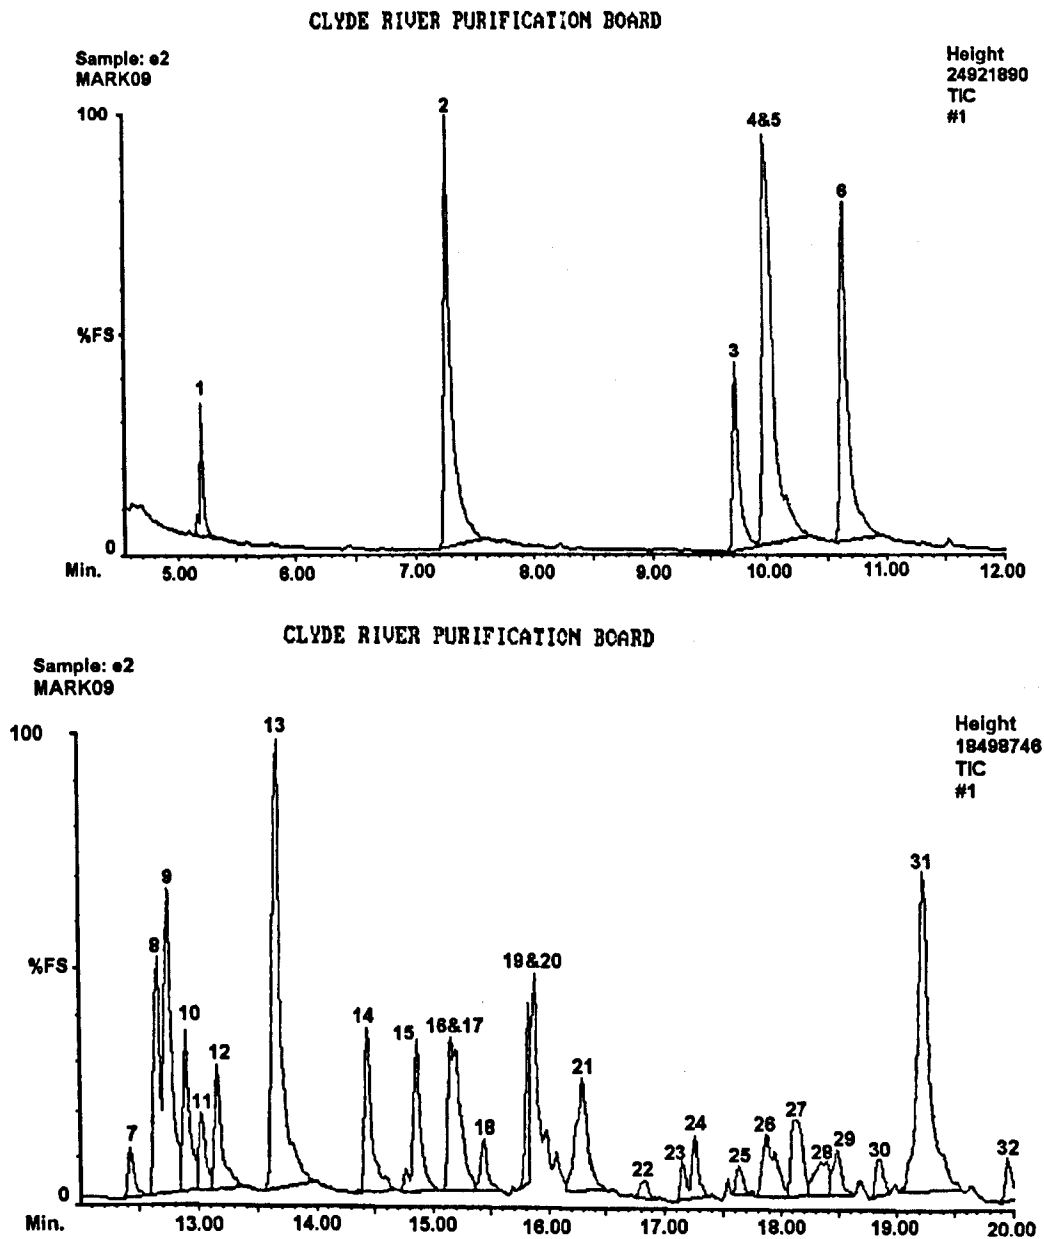 CLYDE RIVER PURIFICATION BOARD
Sample: e2
MARK09
Height
24921890
TIC
#1
100
2
4&5
6
%FS
3
1
0
Min.
5.00 6.00 7.00 8.00 9.00 10.00 11.00 12.00
CLYDE RIVER PURIFICATION BOARD
Sample: e2
MARK09
Height
18498746
TIC
#1
100
13
31
9
8
%FS
19&20
10
14
15
16&17
12
21
11
7
18
24
27
26
23
28
29
25
30
32
22
0
Min.
13.00 14.00 15.00 16.00 17.00 18.00 19.00 20.00